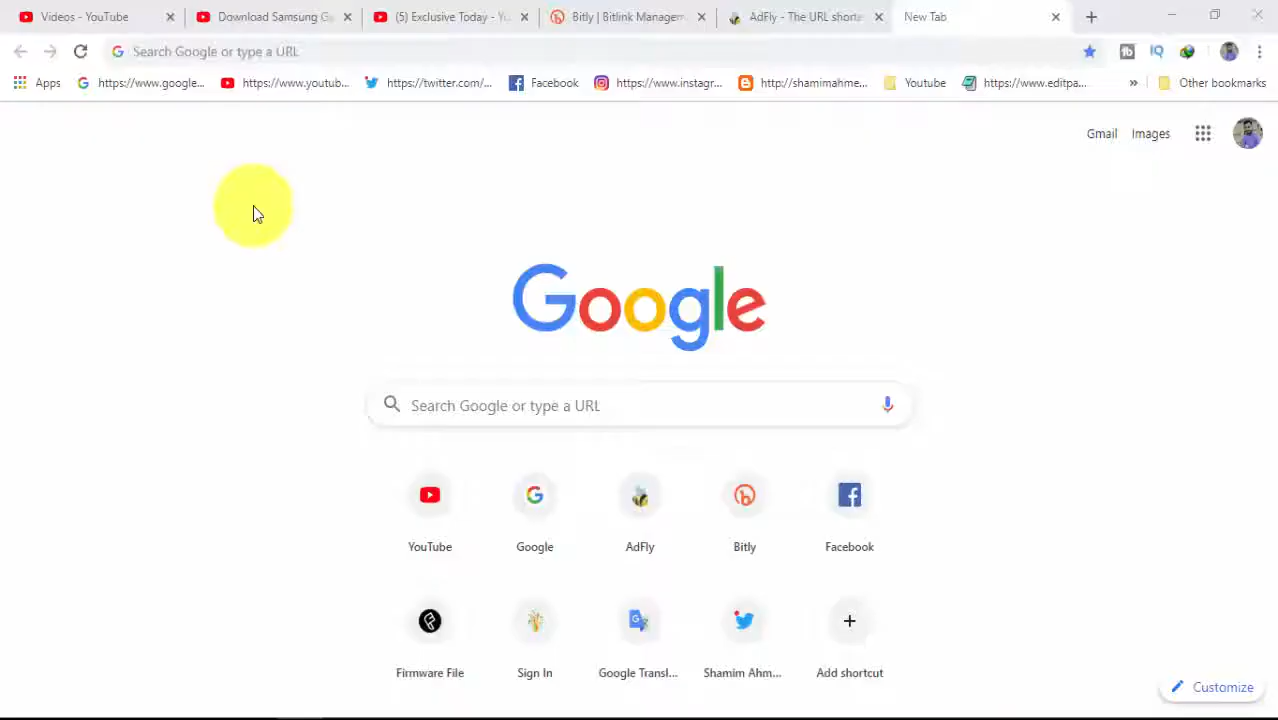 Videos - YouTube
Download Samsung Ga
(5) Exclusive Today - Yo
Bitly | Bitlink Managem
AdFly - The URL shorte
New Tab
Search Google or type a URL
Apps
https://www.google...
https://www.youtub...
https://twitter.com/...
Facebook
https://www.instagr...
http://shamimahme...
Youtube
https://www.editpa...
Other bookmarks
Gmail
Images
Google
Search Google or type a URL
YouTube
Google
AdFly
Bitly
Facebook
Firmware File
Sign In
Google Transl...
Shamim Ahm...
Add shortcut
Customize